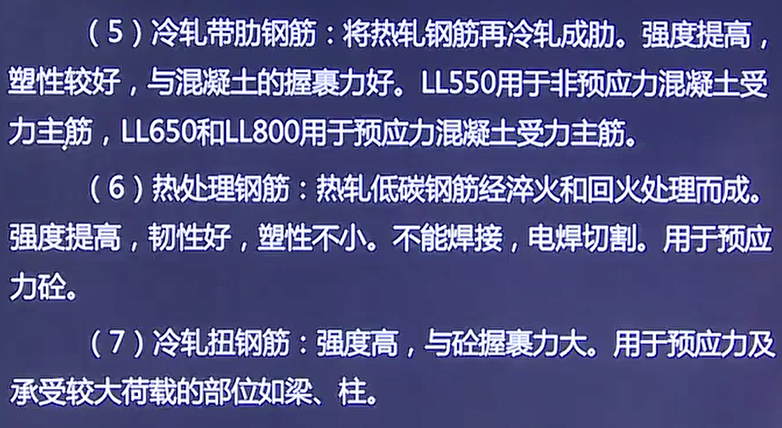 （5）冷轧带肋钢筋：将热轧钢筋再冷轧成肋。强度提高，
塑性较好，与混凝土的握裹力好。LL550用于非预应力混凝土受
力主筋，LL650和LL800用于预应力混凝土受力主筋。
（6）热处理钢筋：热轧低碳钢筋经淬火和回火处理而成。
强度提高，韧性好，塑性不小。不能焊接，电焊切割。用于预应
力砼。
（7）冷轧扭钢筋：强度高，与砼握裹力大。用于预应力及
承受较大荷载的部位如梁、柱。